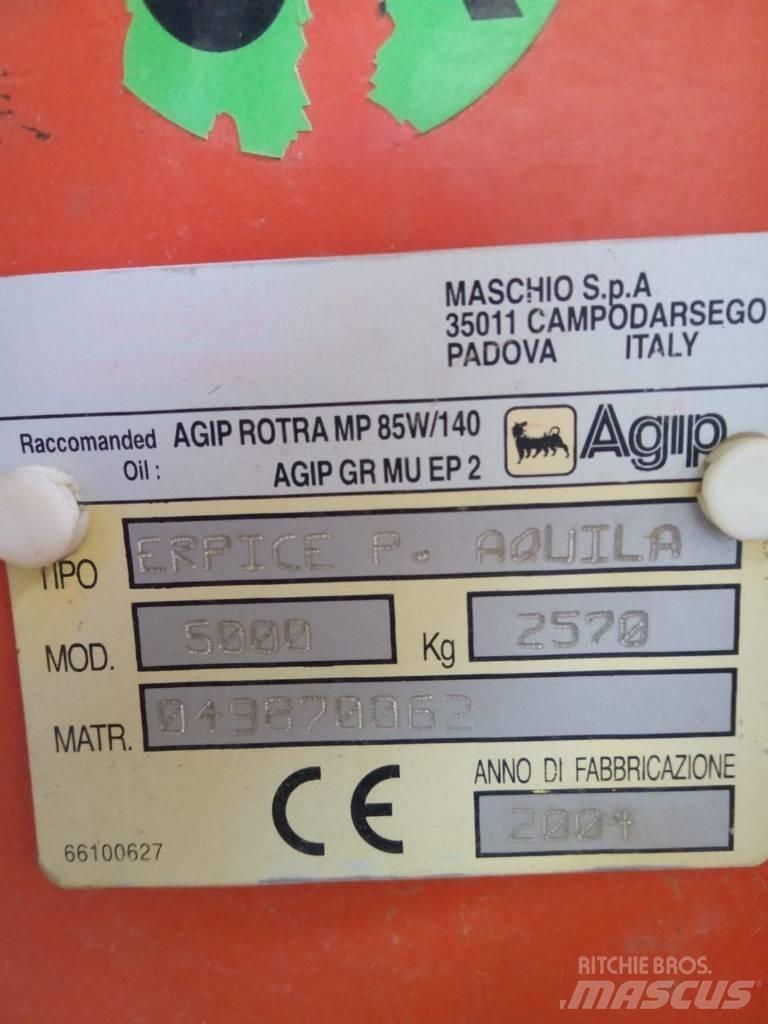 MASCHIO S.p.A
35011 CAMPODARSEGO
PADOVA ITALY
Raccomanded Oil : AGIP ROTRA MP 85W/140
AGIP GR MU EP 2
Agip
TIPO ERPICE P. AQUILA
MOD. 5000 Kg 2570
MATR. 049870062
CE ANNO DI FABBRICAZIONE
2004
66100627
RITCHIE BROS.
MASCUS